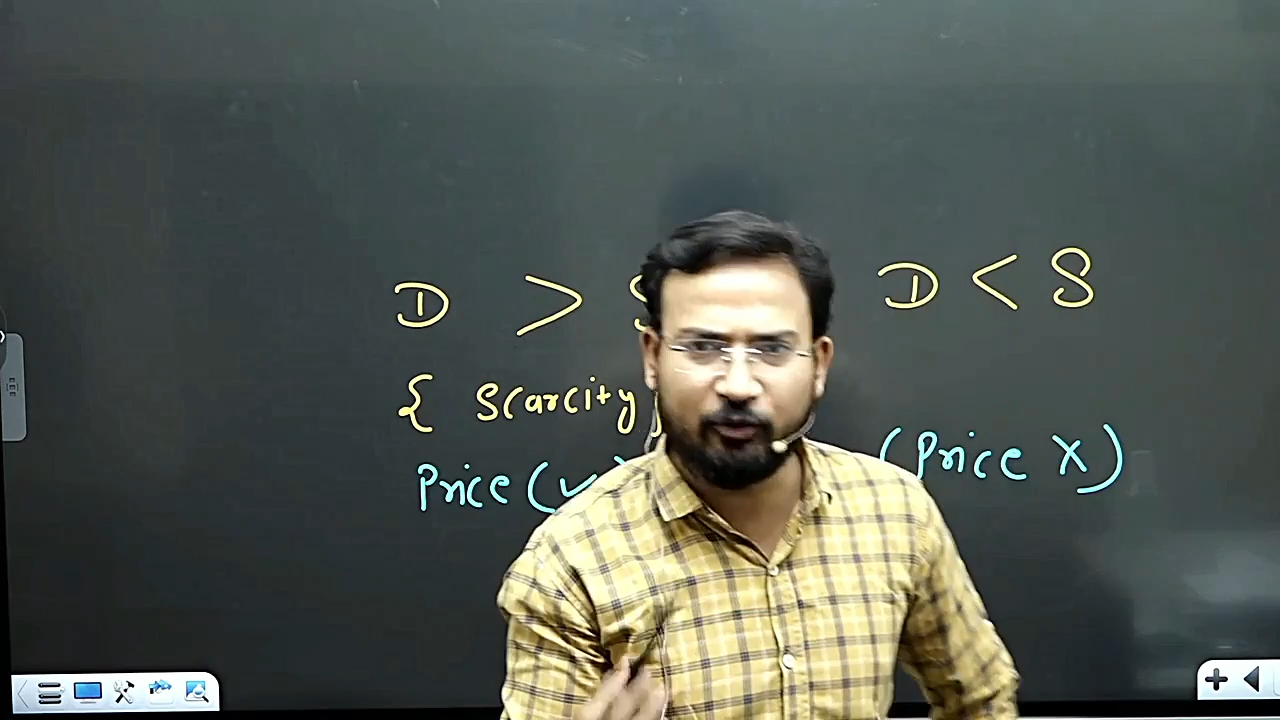 D > S D < S
{ Scarcity }
Price (✓) (Price X)